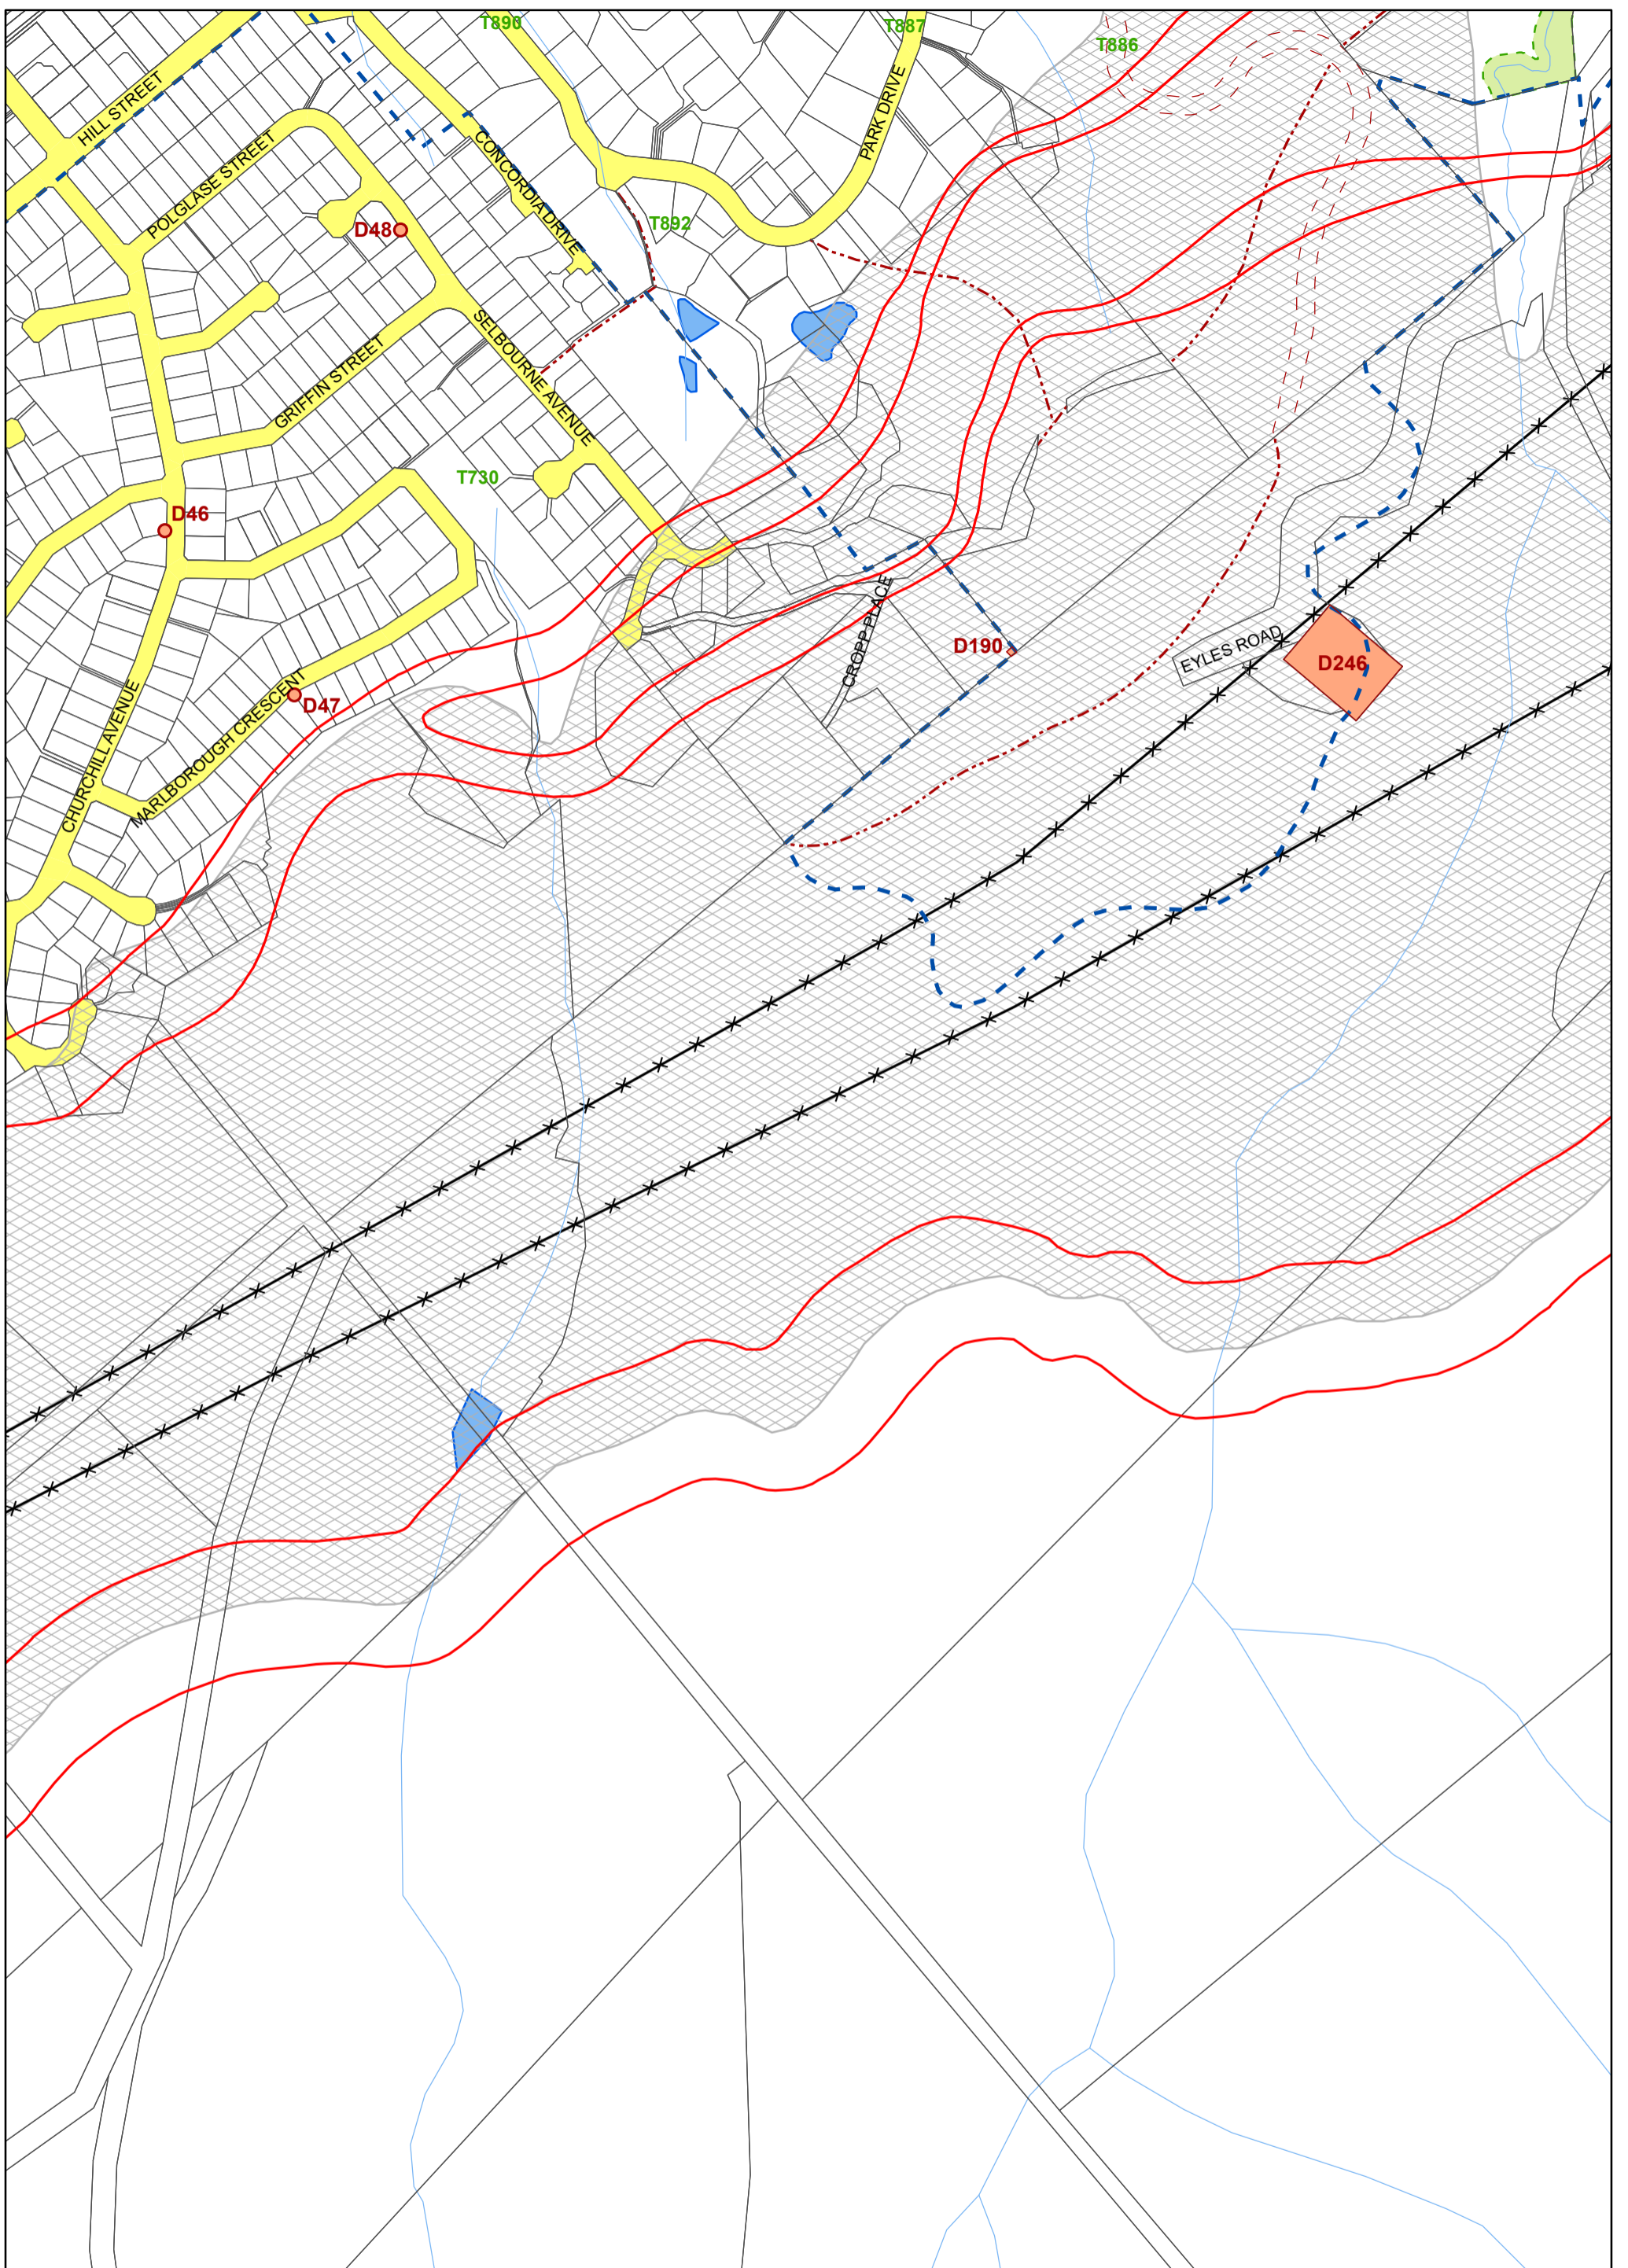 T890
T887
T886
HILL STREET
PARK DRIVE
POLGLASE STREET
CONCORDIA DRIVE
D48
T892
GRIFFIN STREET
SELBOURNE AVENUE
T730
D46
CROPP PLACE
D190
EYLES ROAD
D246
D47
CHURCHILL AVENUE
MARLBOROUGH CRESCENT